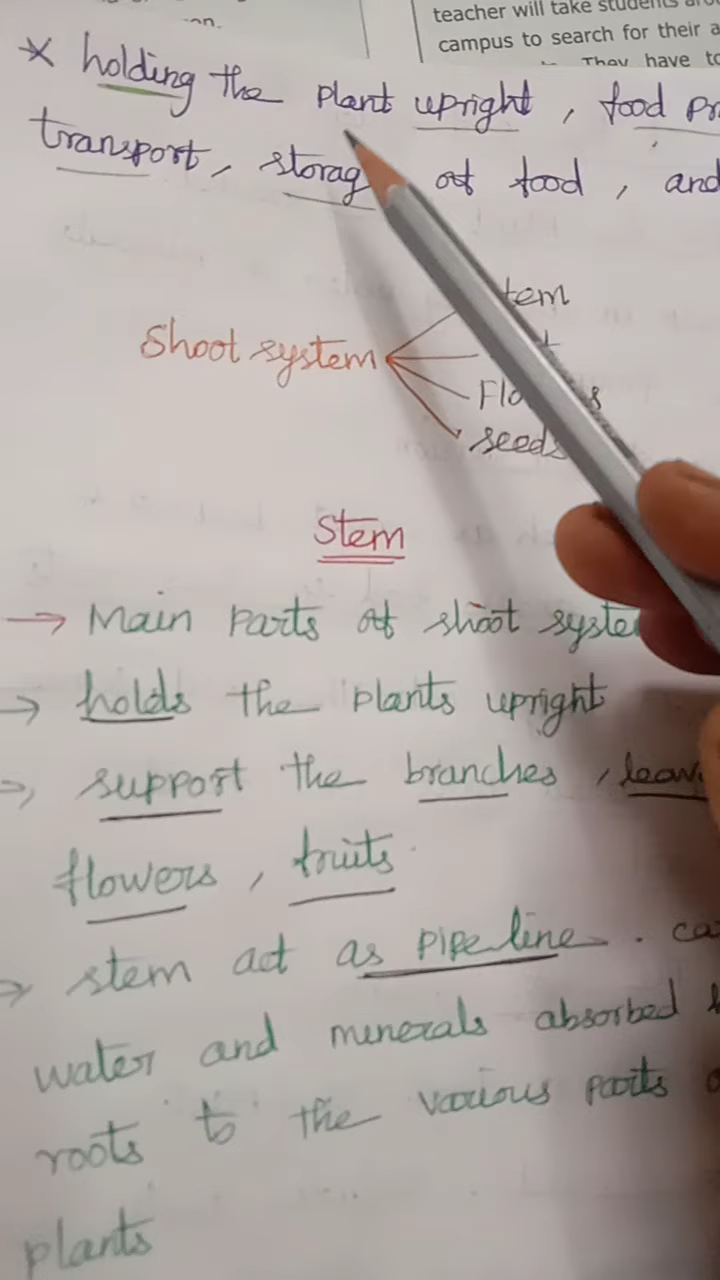 teacher will take students
campus to search for their
They have to
* holding the plant upright, food
transport, storag of food, and
Shoot system
seeds
Stem
→ Main parts of shoot
→ holds the plants upright
→ support the branches,
flowers, fruits.
→ stem act as pipe line.
water and minerals absorbed
roots to the various parts
plants